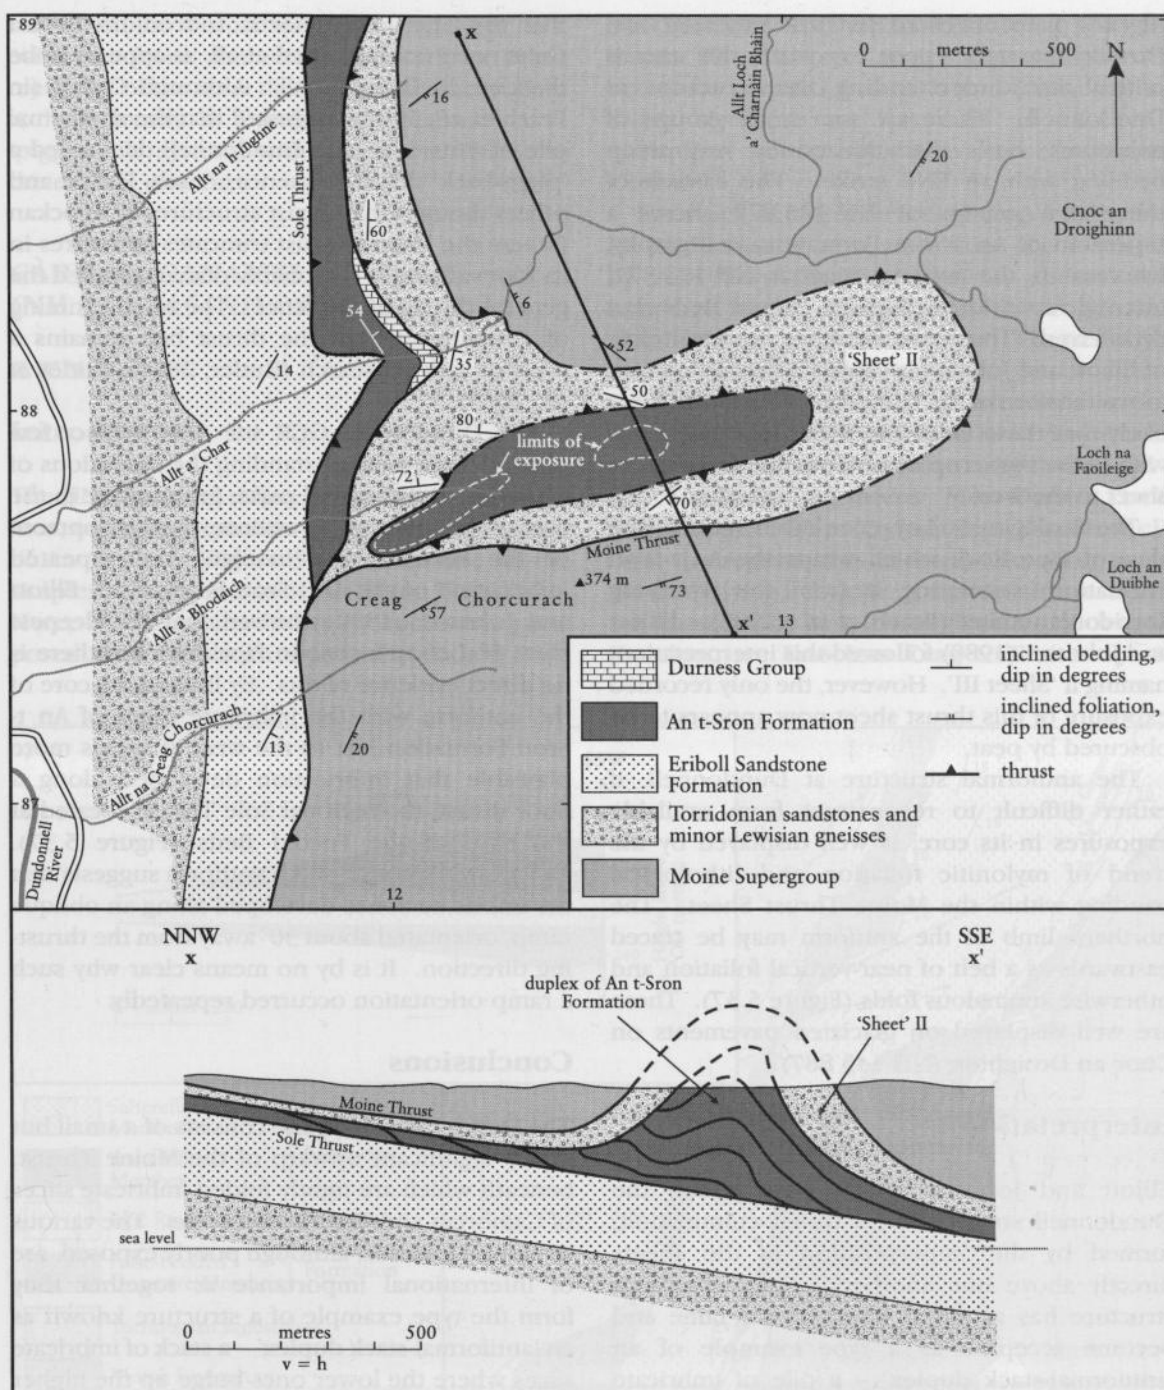 89
x
0 metres 500
N
Allt Loch
a' Charnàin Bhàin
16
20
Allt na h-Inghne
Sole Thrust
60
Cnoc an
Droighinn
6
54
52
'Sheet' II
14
35
50
88
80
limits of
exposure
Loch na
Faoileige
Allt a' Char
72
70
Moine Thrust
Loch an
Duibhe
374 m
73
Allt a' Bhodaich
Creag Chorcurach
57
x'
13
Durness Group
An t-Sron Formation
Eriboll Sandstone
Formation
Torridonian sandstones and
minor Lewisian gneisses
Moine Supergroup
inclined bedding,
dip in degrees
inclined foliation,
dip in degrees
thrust
Allt na Creag Chorcurach
13
20
87
Dundonnell
River
12
NNW
x
SSE
x'
duplex of An t-Sron
Formation
'Sheet' II
Moine Thrust
Sole Thrust
sea level
0 metres 500
v = h